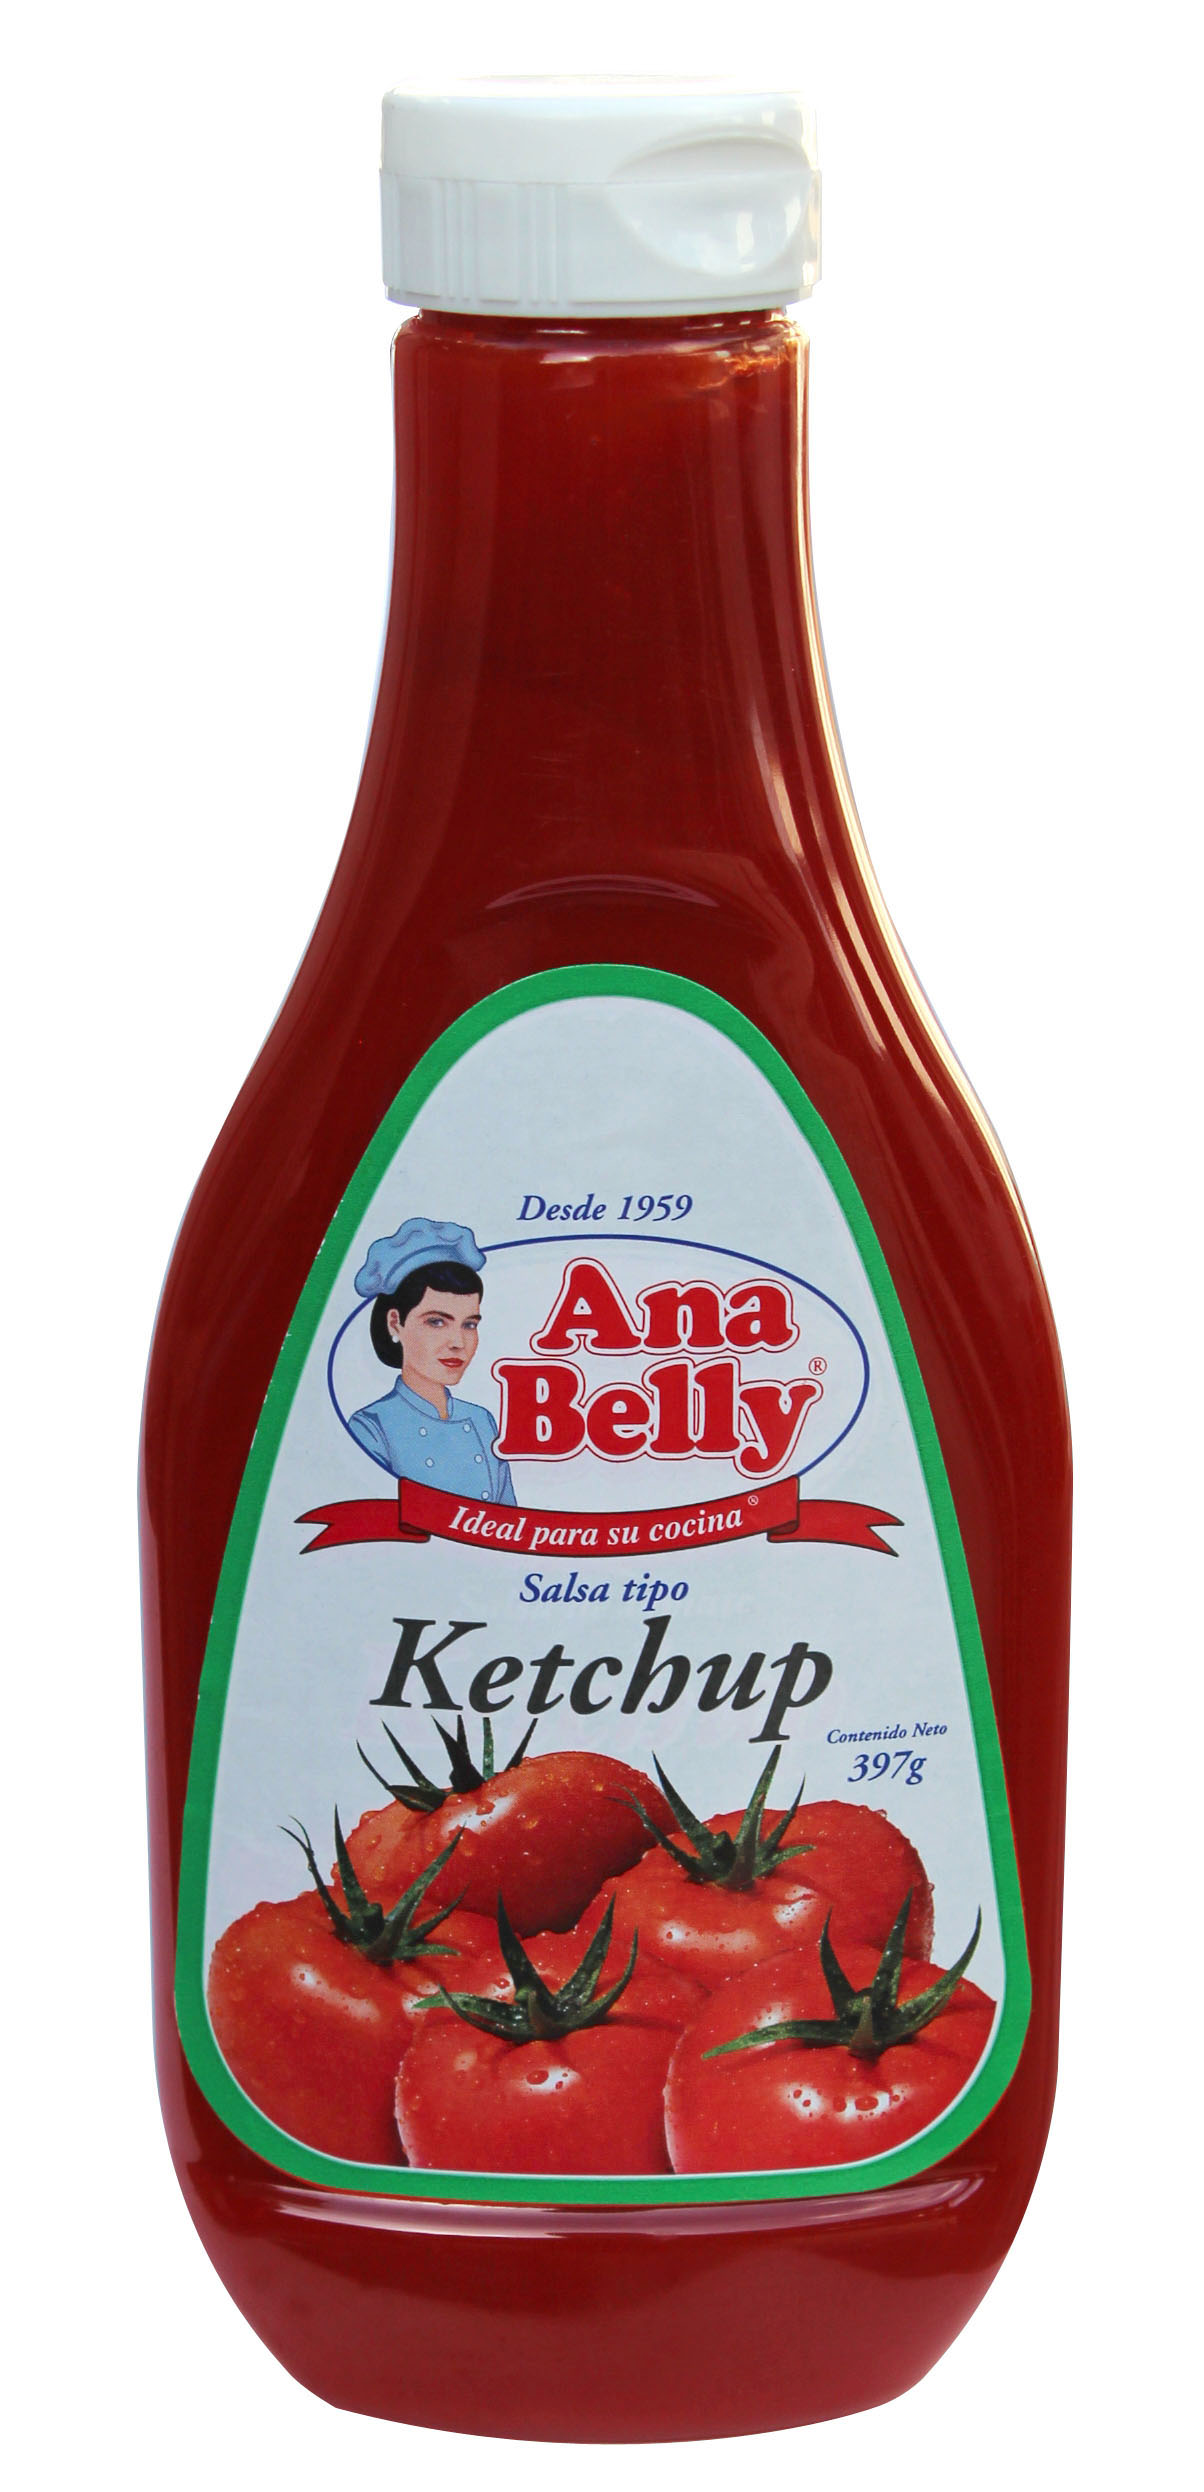 Desde 1959
Ana
Belly®
Ideal para su cocina®
Salsa tipo
Ketchup
Contenido Neto
397g